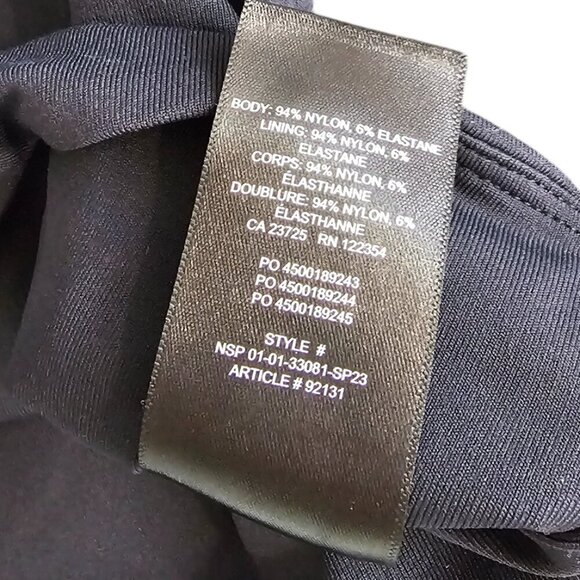 BODY: 94% NYLON, 6% ELASTANE
LINING: 94% NYLON, 6%
ELASTANE
CORPS: 94% NYLON, 6%
ÉLASTHANNE
DOUBLURE: 94% NYLON, 6%
ÉLASTHANNE
CA 23725 RN 122354
PO 4500189243
PO 4500189244
PO 4500189245
STYLE #
NSP 01-01-33081-SP23
ARTICLE # 92131